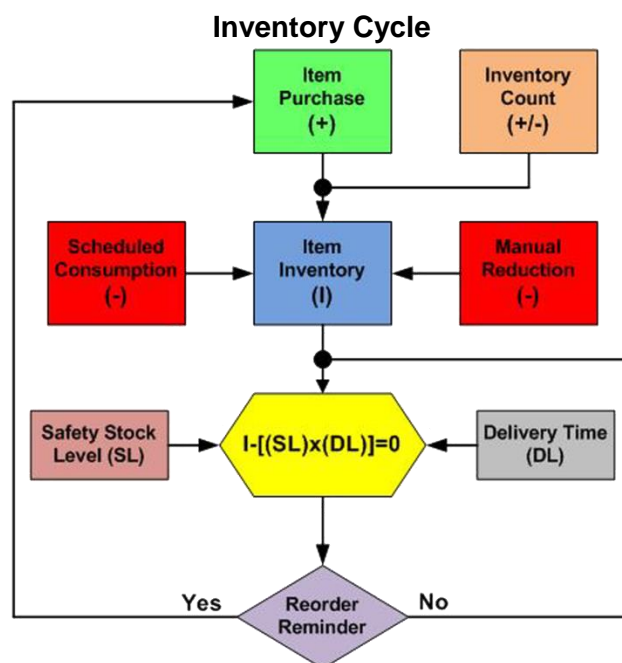 Inventory Cycle
Item
Purchase
(+)
Inventory
Count
(+/-)
Scheduled
Consumption
(-)
Item
Inventory
(I)
Manual
Reduction
(-)
Safety Stock
Level (SL)
I-[(SL)x(DL)]=0
Delivery Time
(DL)
Yes
Reorder
Reminder
No